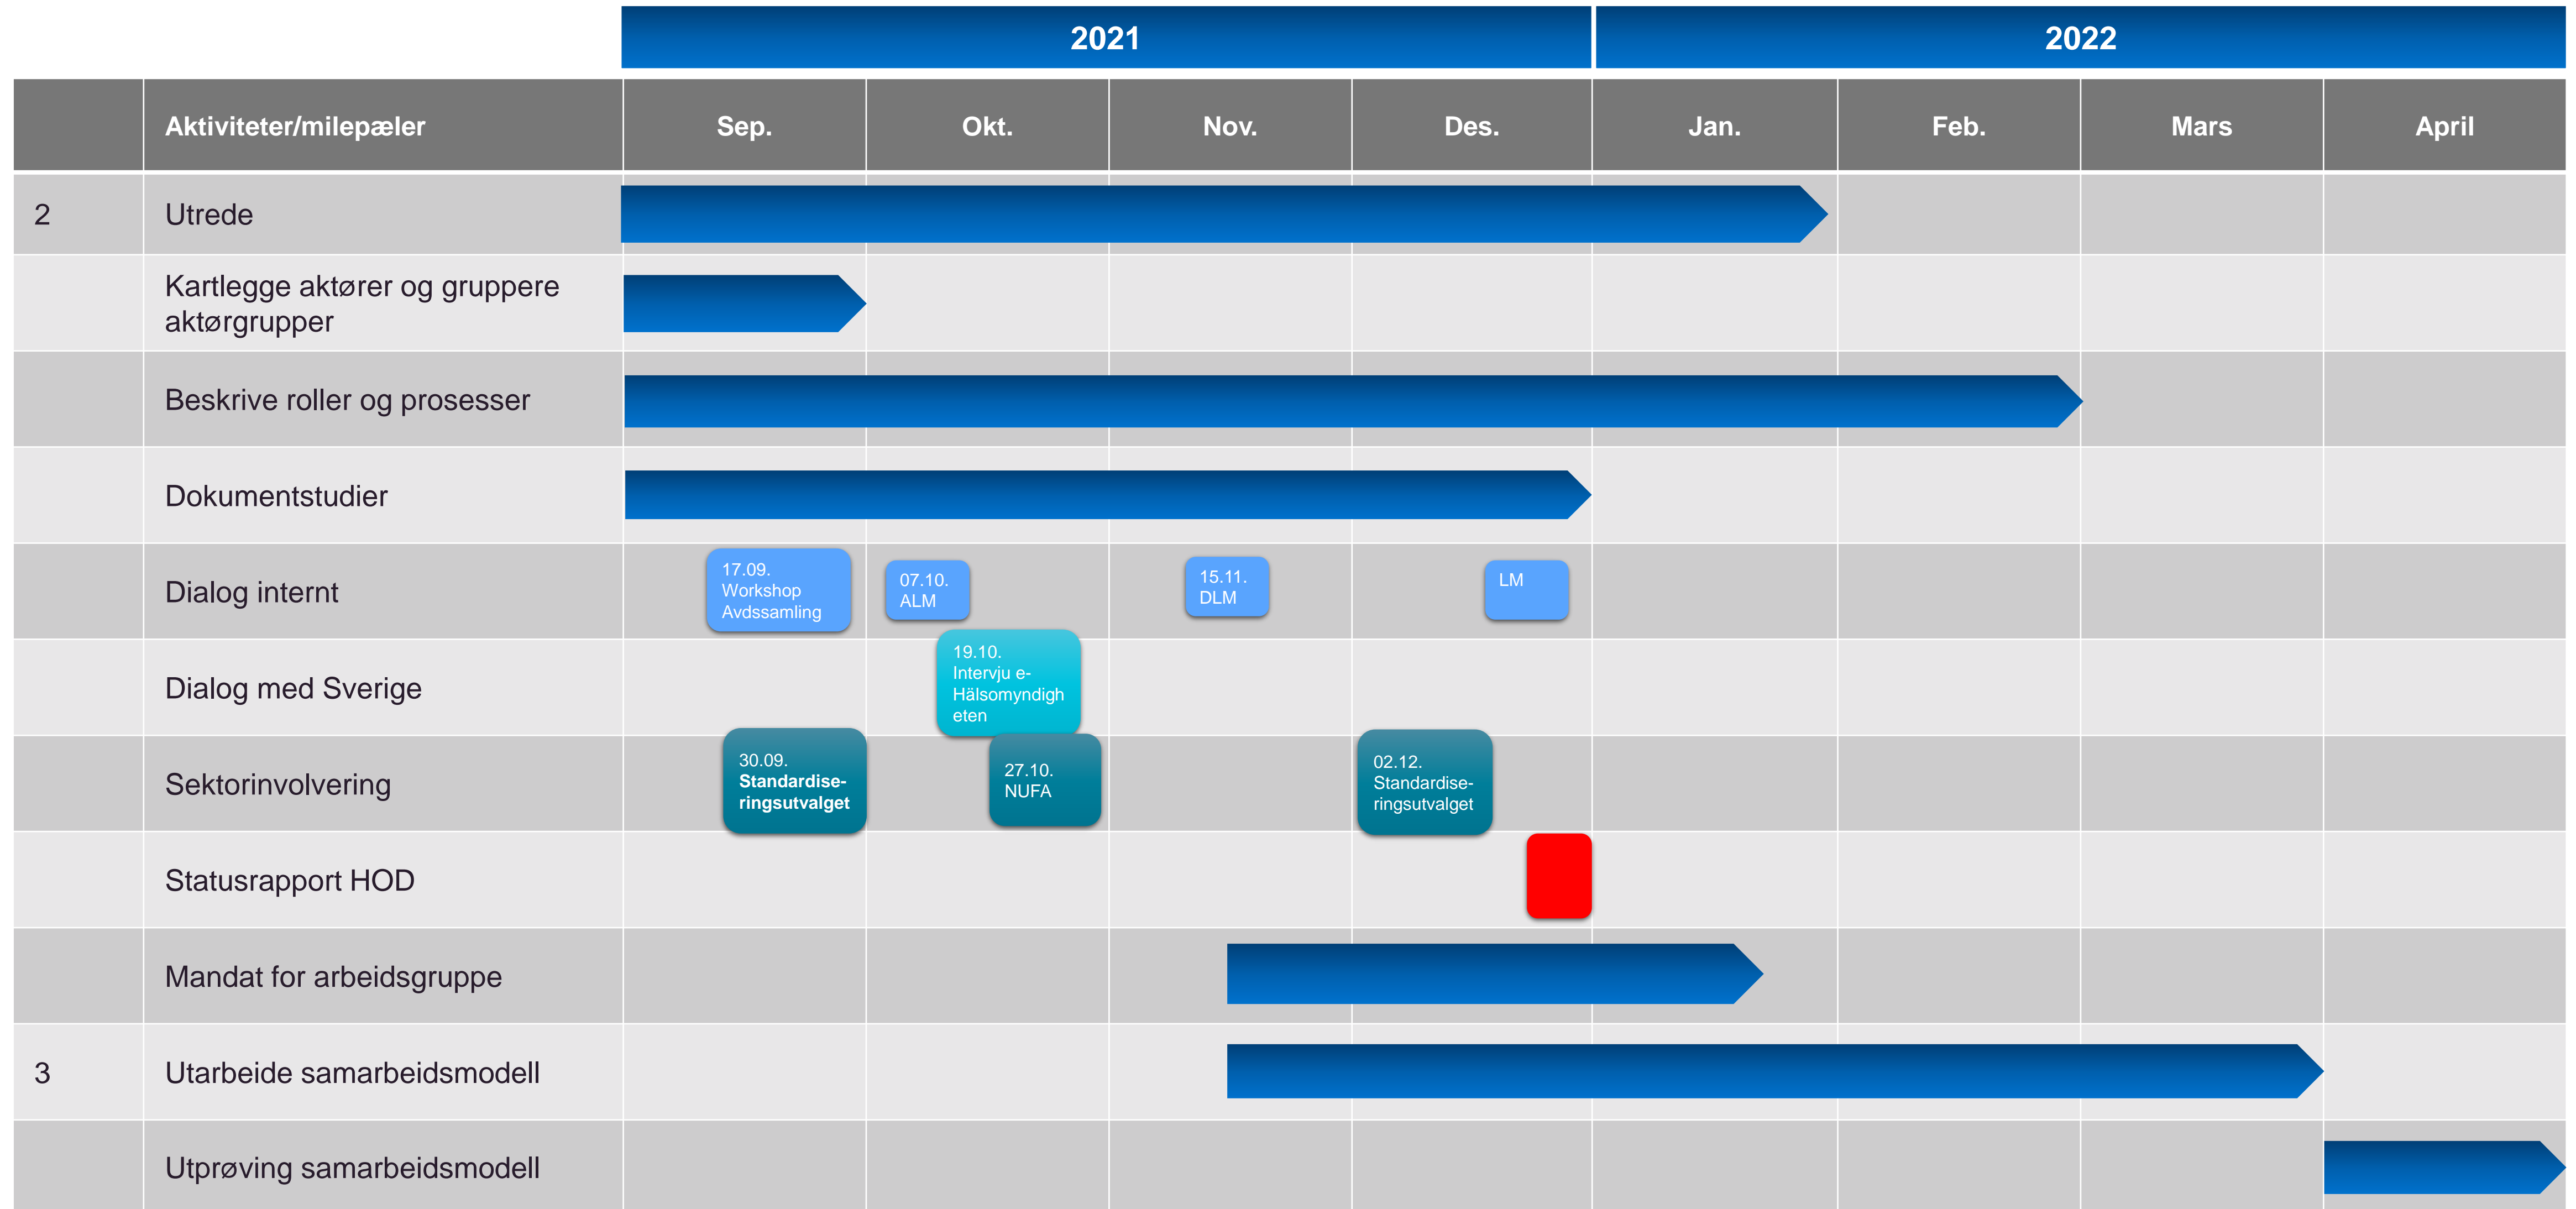 2021
2022
Aktiviteter/milepæler
Sep.
Okt.
Nov.
Des.
Jan.
Feb.
Mars
April
2
Utrede
Kartlegge aktører og gruppere
aktørgrupper
Beskrive roller og prosesser
Dokumentstudier
Dialog internt
17.09.
Workshop
Avdssamling
07.10.
ALM
15.11.
DLM
LM
Dialog med Sverige
19.10.
Intervju e-
Hälsomyndigh
eten
Sektorinvolvering
30.09.
Standardise-
ringsutvalget
27.10.
NUFA
02.12.
Standardise-
ringsutvalget
Statusrapport HOD
Mandat for arbeidsgruppe
3
Utarbeide samarbeidsmodell
Utprøving samarbeidsmodell